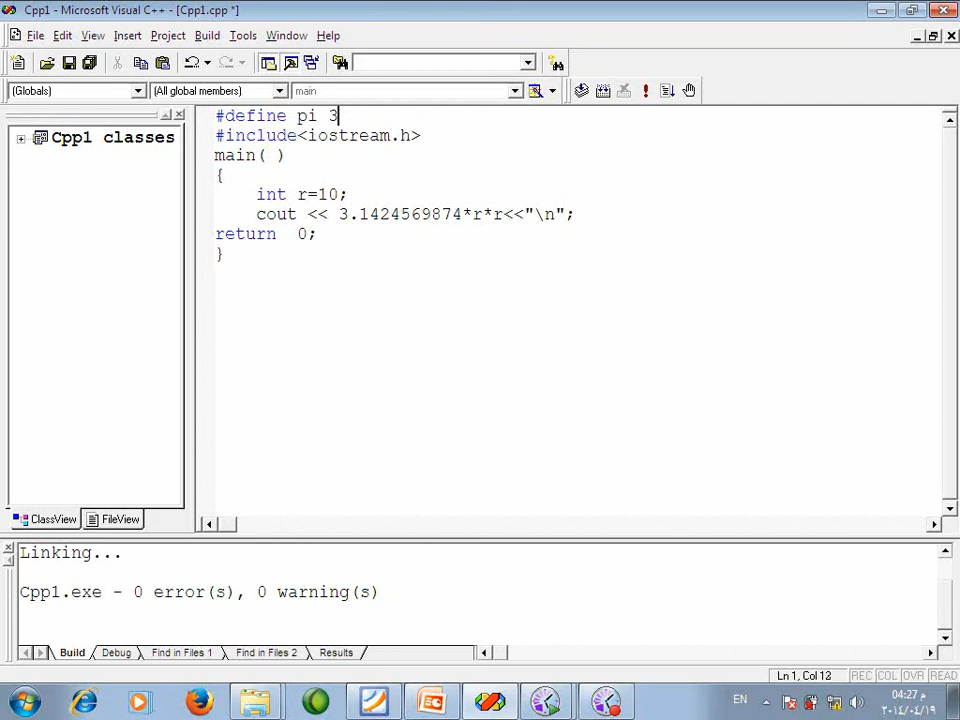 Cpp1 - Microsoft Visual C++ - [Cpp1.cpp *]
File Edit View Insert Project Build Tools Window Help
(Globals) (All global members) main
Cpp1 classes
#define pi 3
#include<iostream.h>
main( )
{
int r=10;
cout << 3.1424569874*r*r<<"\n";
return 0;
}
ClassView FileView
Linking...
Cpp1.exe - 0 error(s), 0 warning(s)
Build Debug Find in Files 1 Find in Files 2 Results
Ln 1, Col 12 REC COL OVR READ
EN 04:27 م
٢٠١٤/٠٤/١٩